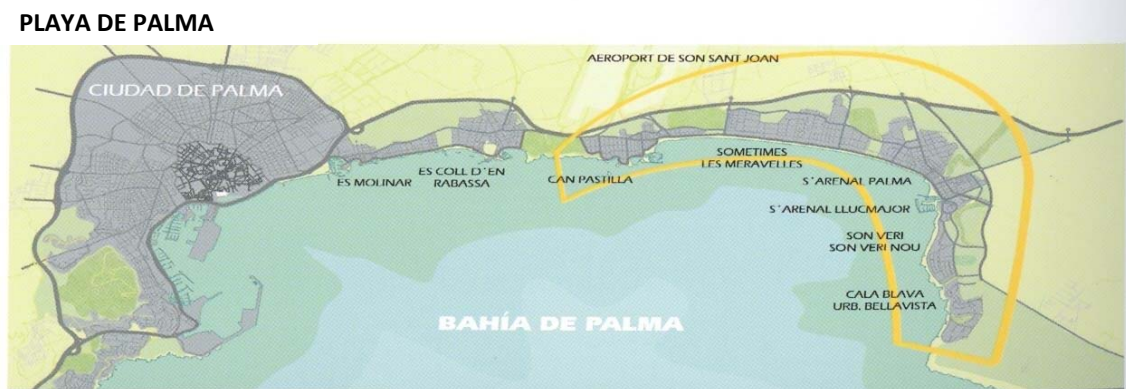 PLAYA DE PALMA
AEROPORT DE SON SANT JOAN
CIUDAD DE PALMA
SOMETIMES
LES MERAVELLES
ES COLL D'EN
RABASSA
ES MOLINAR
CAN PASTILLA
S'ARENAL PALMA
S'ARENAL LLUCMAJOR
SON VERI
SON VERI NOU
CALA BLAVA
URB. BELLAVISTA
BAHÍA DE PALMA